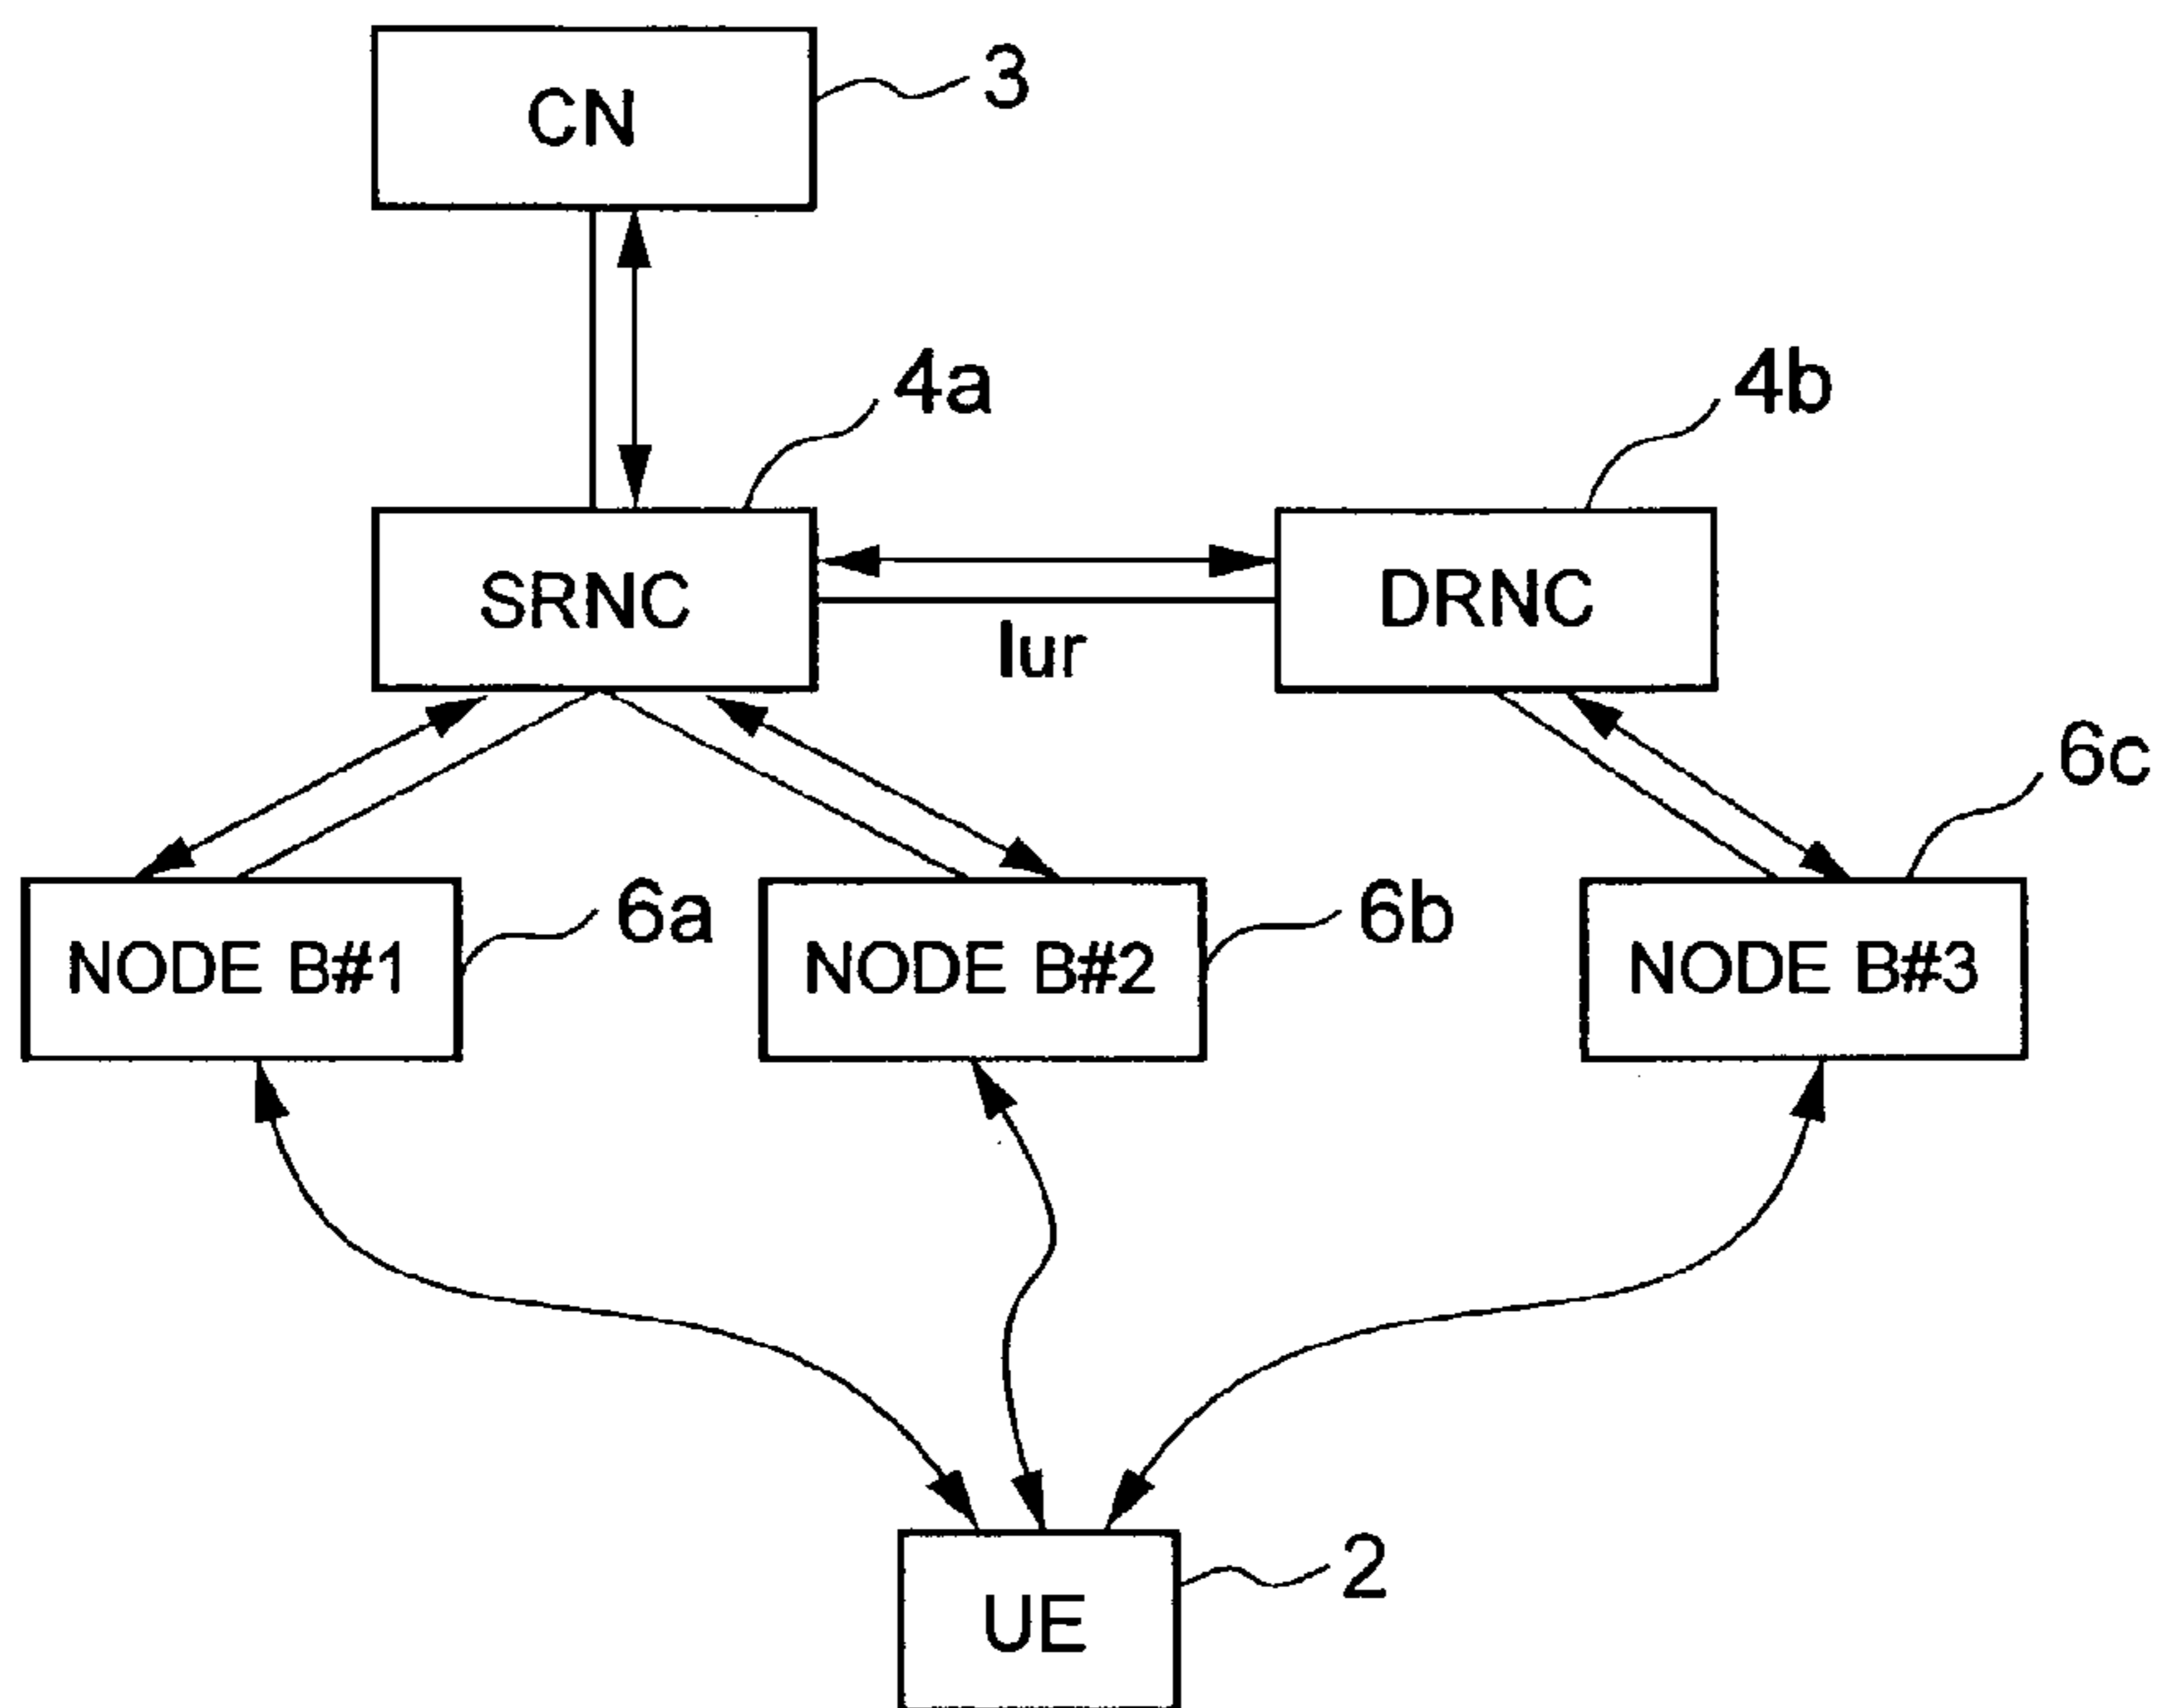 CN
3
4a
4b
SRNC
DRNC
Iur
6c
6a
6b
NODE B#1
NODE B#2
NODE B#3
2
UE